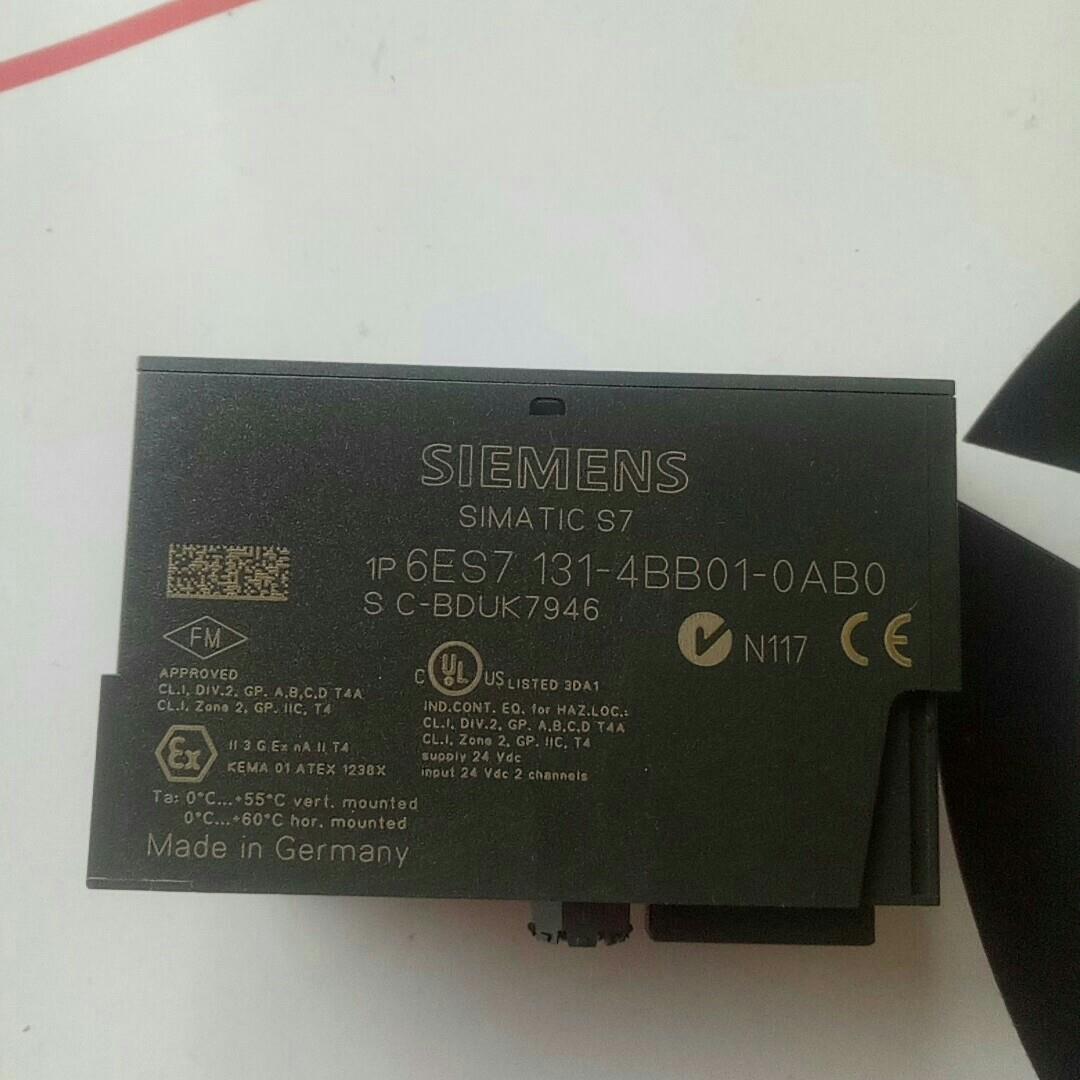 SIEMENS
SIMATIC S7
1P 6ES7 131-4BB01-0AB0
S C-BDUK7946
FM
APPROVED
CL.I, DIV.2, GP. A,B,C,D T4A
CL.I, Zone 2, GP. IIC, T4
C UL US LISTED 3DA1
IND.CONT. EQ. for HAZ.LOC.:
CL.I, DIV.2, GP. A,B,C,D T4A
CL.I, Zone 2, GP. IIC, T4
supply 24 Vdc
input 24 Vdc 2 channels
N117 CE
Ex II 3 G Ex nA II T4
KEMA 01 ATEX 1238X
Ta: 0°C...+55°C vert. mounted
0°C...+60°C hor. mounted
Made in Germany